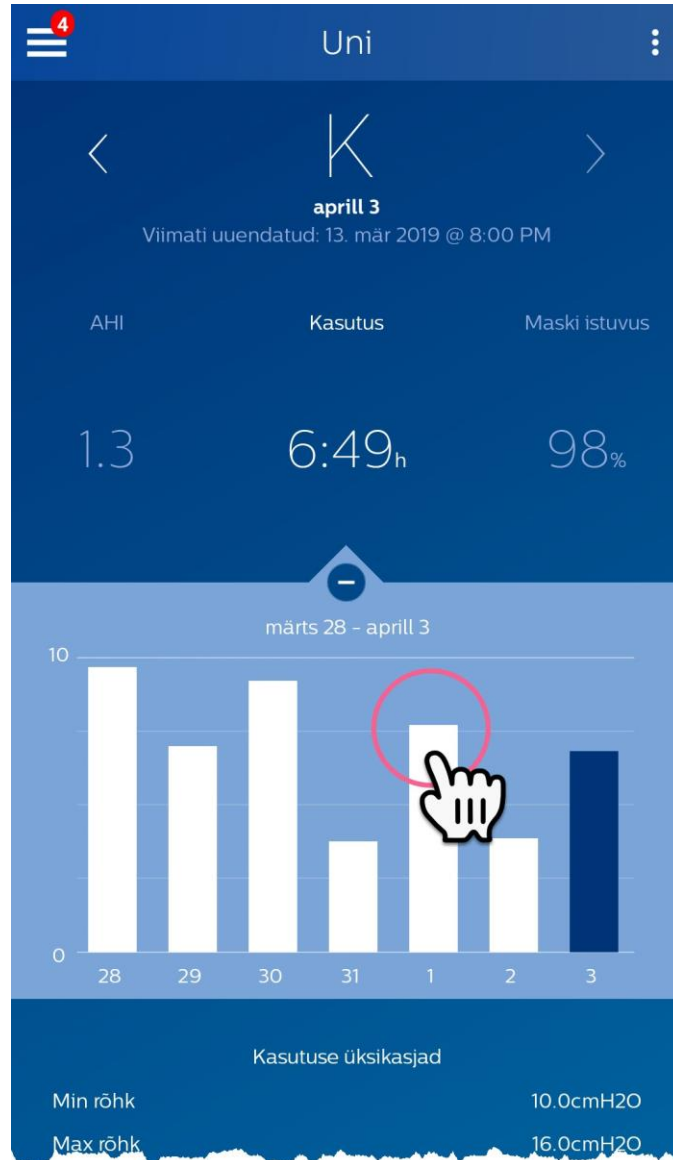 4
Uni
K
aprill 3
Viimati uuendatud: 13. mär 2019 @ 8:00 PM
AHI Kasutus Maski istuvus
1.3 6:49h 98%
märts 28 - aprill 3
10
0
28 29 30 31 1 2 3
Kasutuse üksikasjad
Min rõhk 10.0cmH2O
Max rõhk 16.0cmH2O